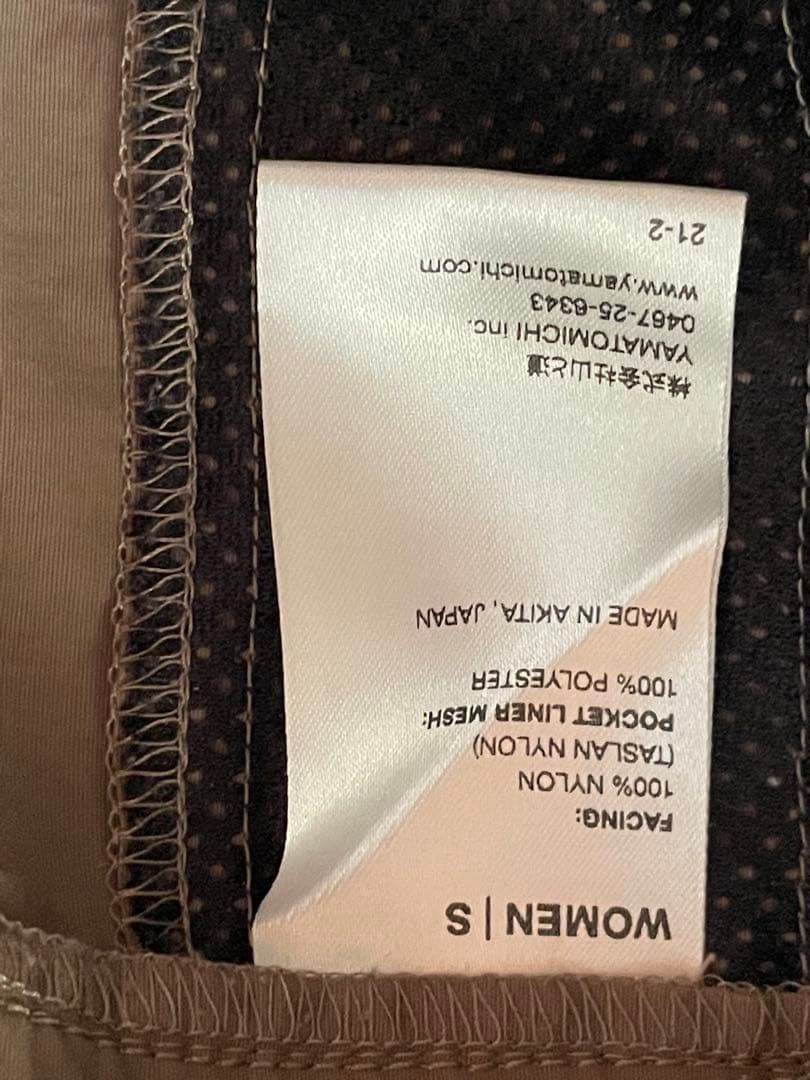 WOMEN | S
FACING:
100% NYLON
(TASLAN NYLON)
POCKET LINER MESH:
100% POLYESTER
MADE IN AKITA, JAPAN
株式会社山と道
YAMATOMICHI inc.
0467-25-6343
www.yamatomichi.com
21-2